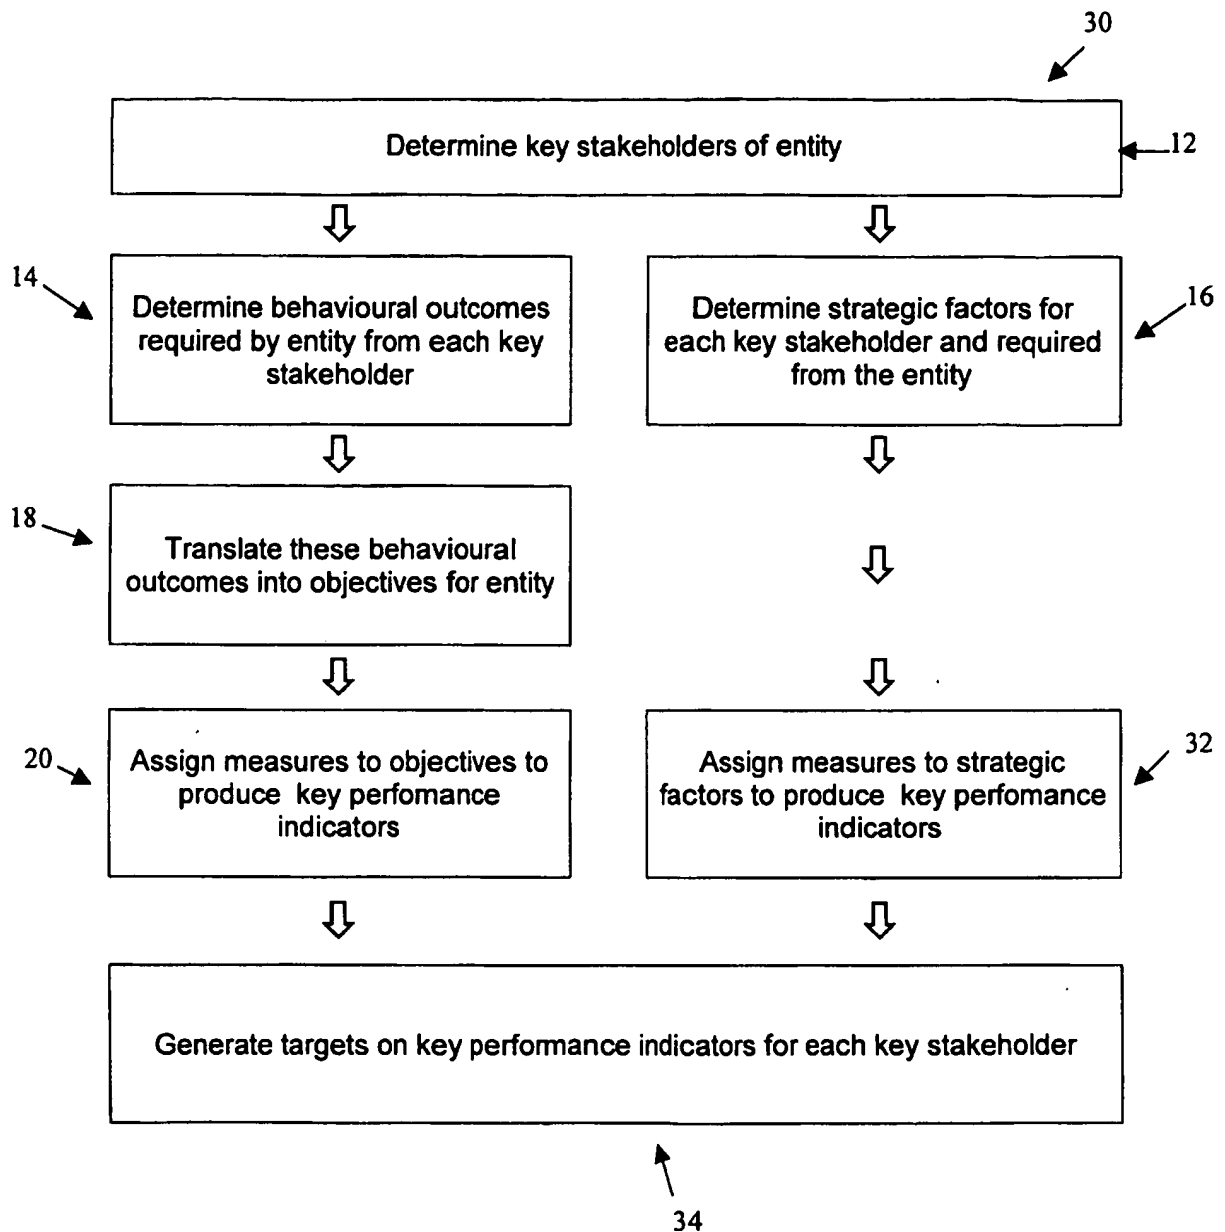 30
Determine key stakeholders of entity
12
14
Determine behavioural outcomes
required by entity from each key
stakeholder
Determine strategic factors for
each key stakeholder and required
from the entity
16
18
Translate these behavioural
outcomes into objectives for entity
20
Assign measures to objectives to
produce key perfomance
indicators
Assign measures to strategic
factors to produce key perfomance
indicators
32
Generate targets on key performance indicators for each key stakeholder
34